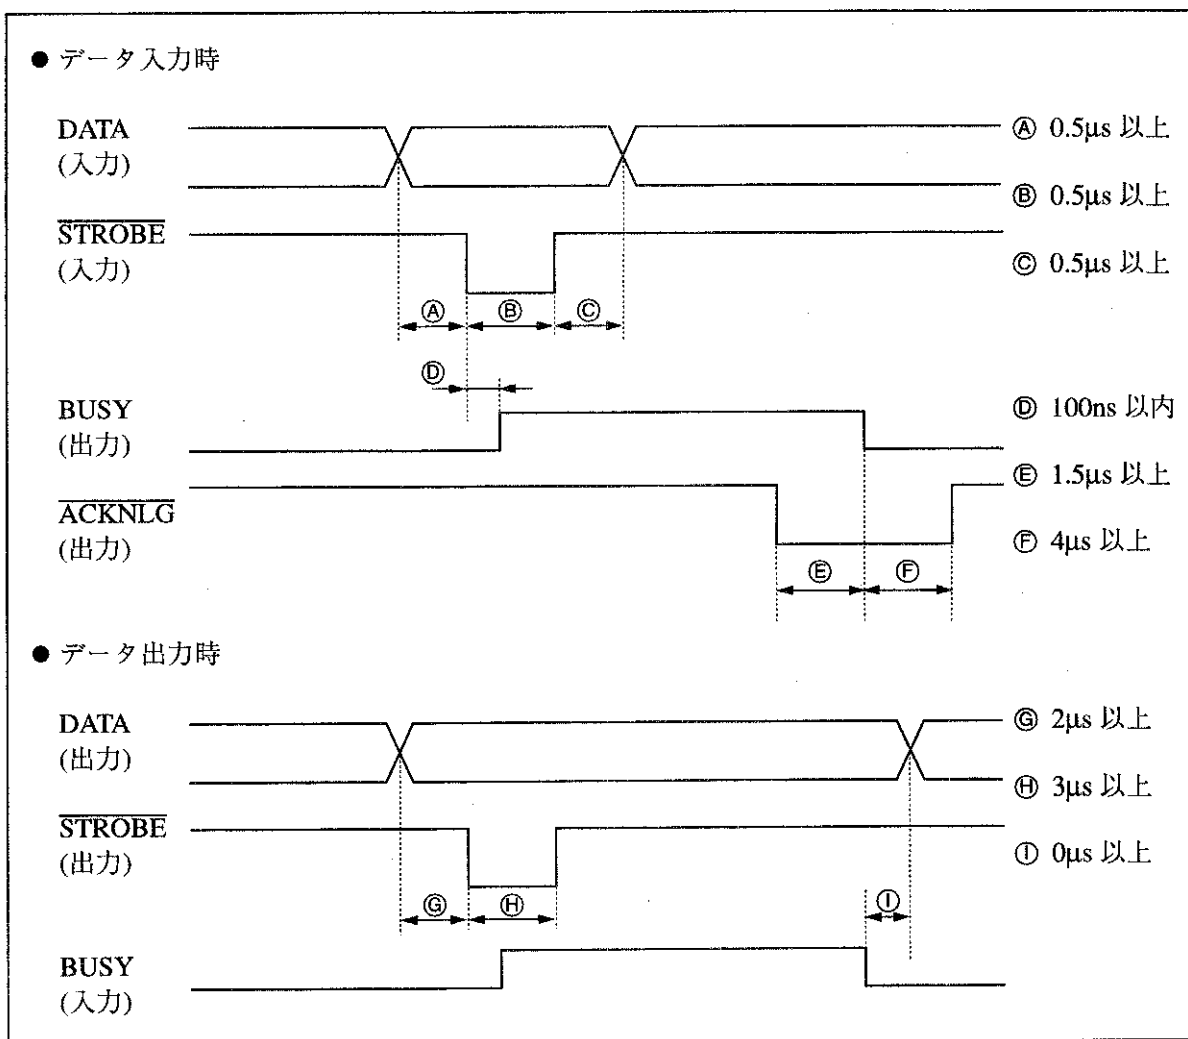 ● データ入力時
DATA
(入力)
Ⓐ 0.5μs 以上
Ⓑ 0.5μs 以上
STROBE
(入力)
Ⓒ 0.5μs 以上
Ⓐ Ⓑ Ⓒ
Ⓓ
BUSY
(出力)
Ⓓ 100ns 以内
Ⓔ 1.5μs 以上
ACKNLG
(出力)
Ⓕ 4μs 以上
Ⓔ Ⓕ
● データ出力時
DATA
(出力)
Ⓖ 2μs 以上
Ⓗ 3μs 以上
STROBE
(出力)
Ⓘ 0μs 以上
Ⓖ Ⓗ Ⓘ
BUSY
(入力)